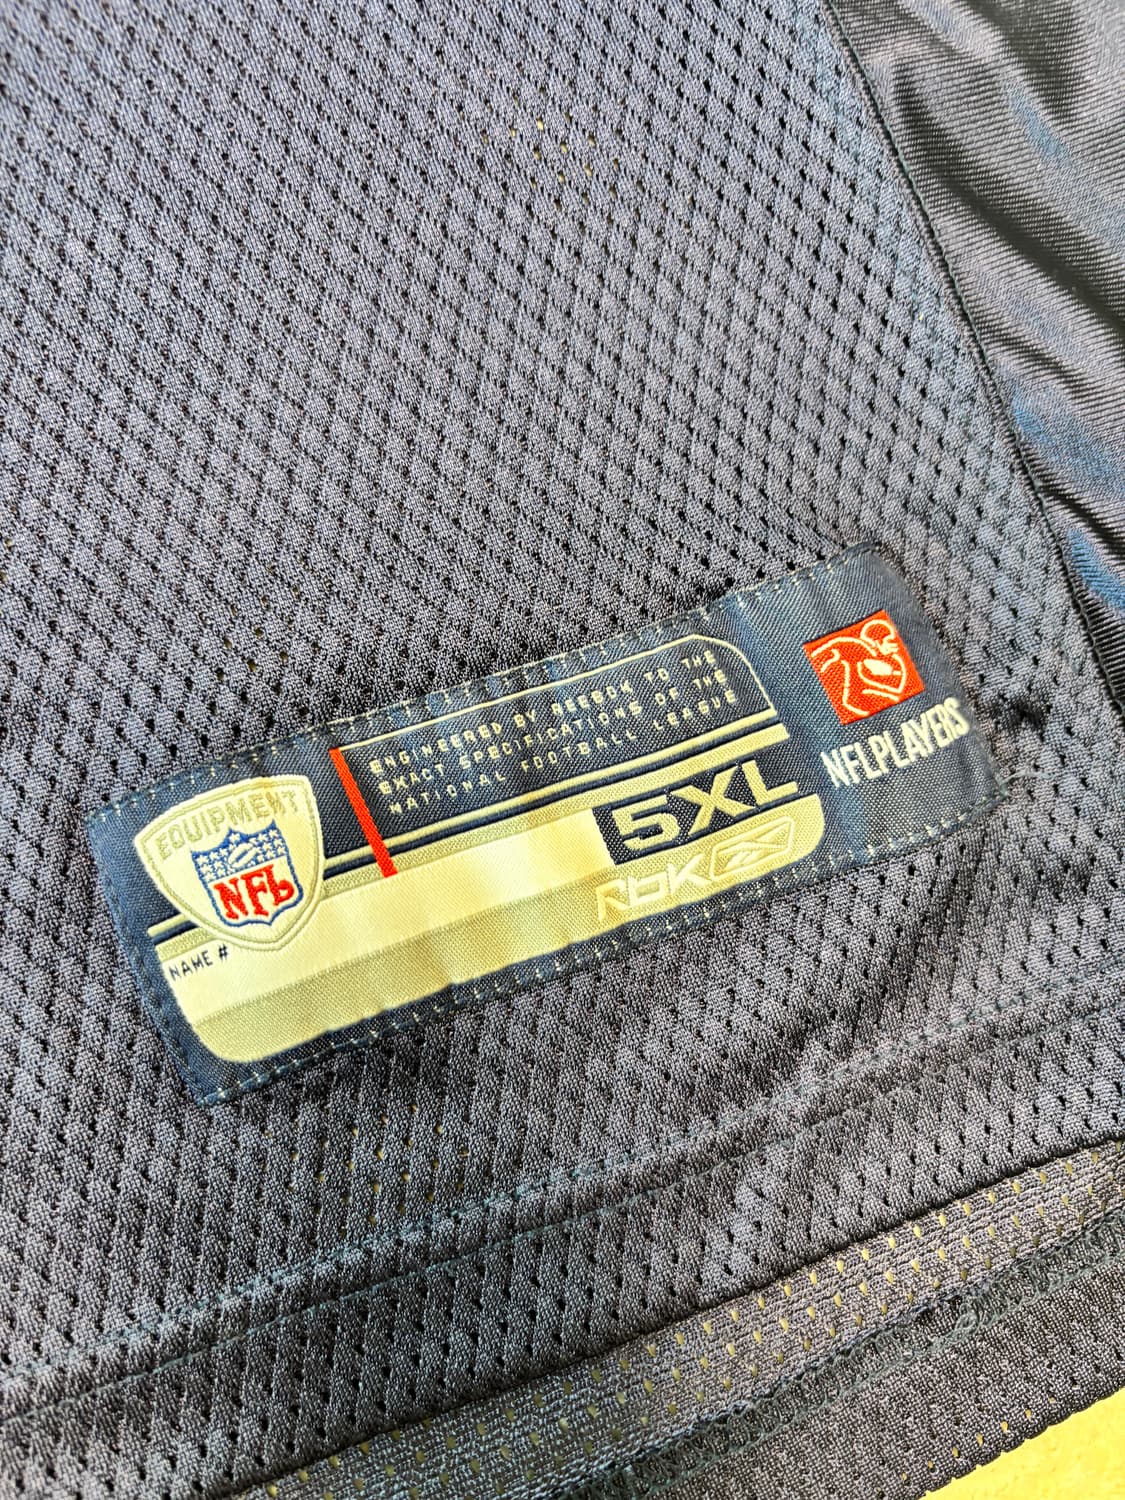 EQUIPMENT
NFL
NAME #
ENGINEERED BY REEBOK TO THE
EXACT SPECIFICATIONS OF THE
NATIONAL FOOTBALL LEAGUE
5XL
RbK
NFLPLAYERS